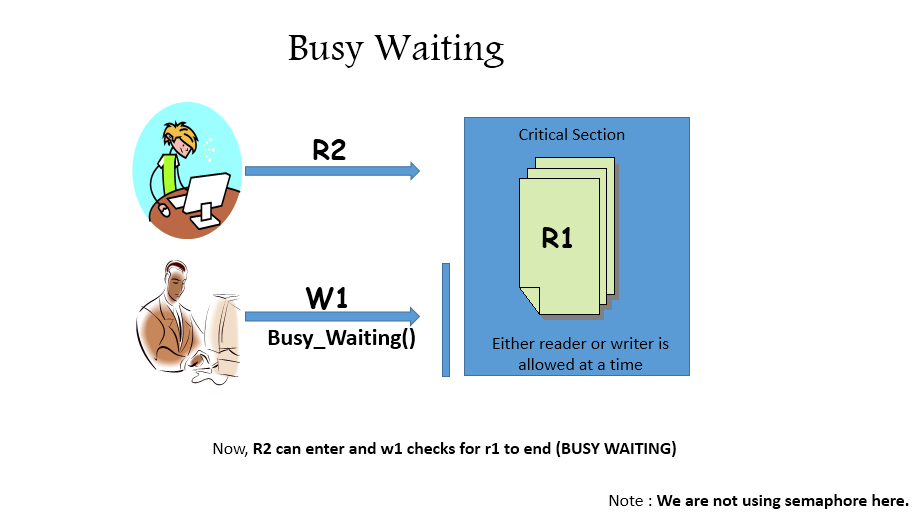 Busy Waiting
R2
Critical Section
R1
W1
Busy_Waiting()
Either reader or writer is
allowed at a time
Now, R2 can enter and w1 checks for r1 to end (BUSY WAITING)
Note : We are not using semaphore here.